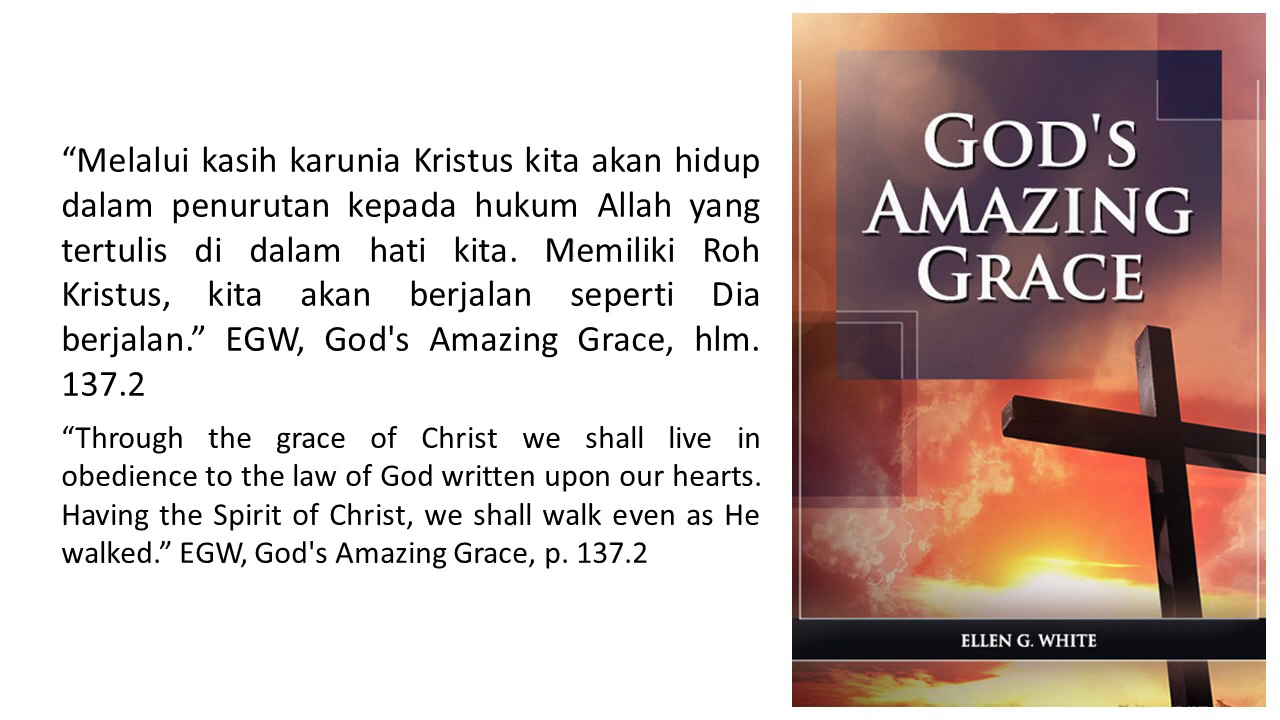 “Melalui kasih karunia Kristus kita akan hidup
dalam penurutan kepada hukum Allah yang
tertulis di dalam hati kita. Memiliki Roh
Kristus, kita akan berjalan seperti Dia
berjalan.” EGW, God's Amazing Grace, hlm.
137.2
“Through the grace of Christ we shall live in
obedience to the law of God written upon our hearts.
Having the Spirit of Christ, we shall walk even as He
walked.” EGW, God's Amazing Grace, p. 137.2
GOD'S
AMAZING
GRACE
ELLEN G. WHITE